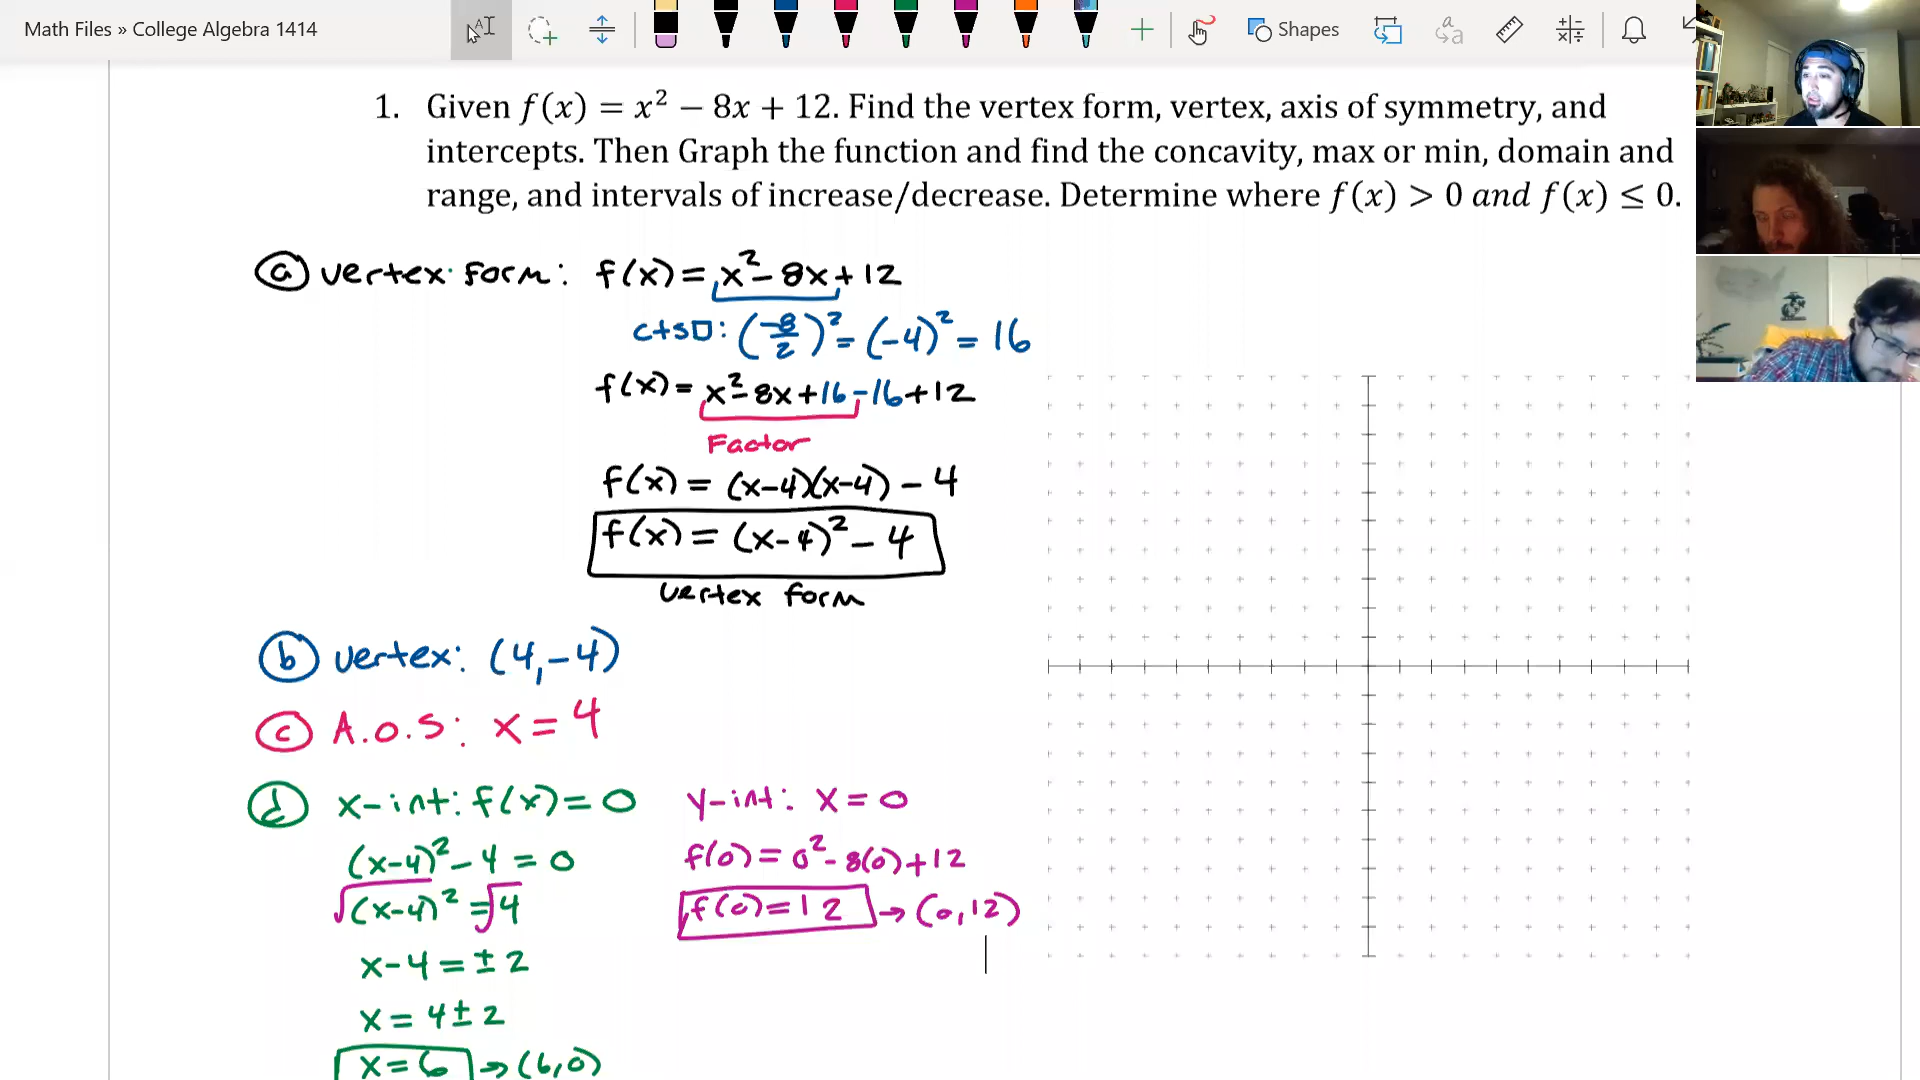 Math Files » College Algebra 1414
Shapes
1. Given f(x) = x² − 8x + 12. Find the vertex form, vertex, axis of symmetry, and
intercepts. Then Graph the function and find the concavity, max or min, domain and
range, and intervals of increase/decrease. Determine where f(x) > 0 and f(x) ≤ 0.
ⓐ vertex form: f(x) = x² − 8x + 12
c+s□: (−8/2)² = (−4)² = 16
f(x) = x² − 8x + 16 − 16 + 12
Factor
f(x) = (x−4)(x−4) − 4
f(x) = (x−4)² − 4
vertex form
ⓑ vertex: (4, −4)
ⓒ A.o.S: x = 4
ⓓ x-int: f(x) = 0
(x−4)² − 4 = 0
√(x−4)² = √4
x − 4 = ± 2
x = 4 ± 2
x = 6 → (6, 0)
y-int: x = 0
f(0) = 0² − 8(0) + 12
f(0) = 12 → (0, 12)